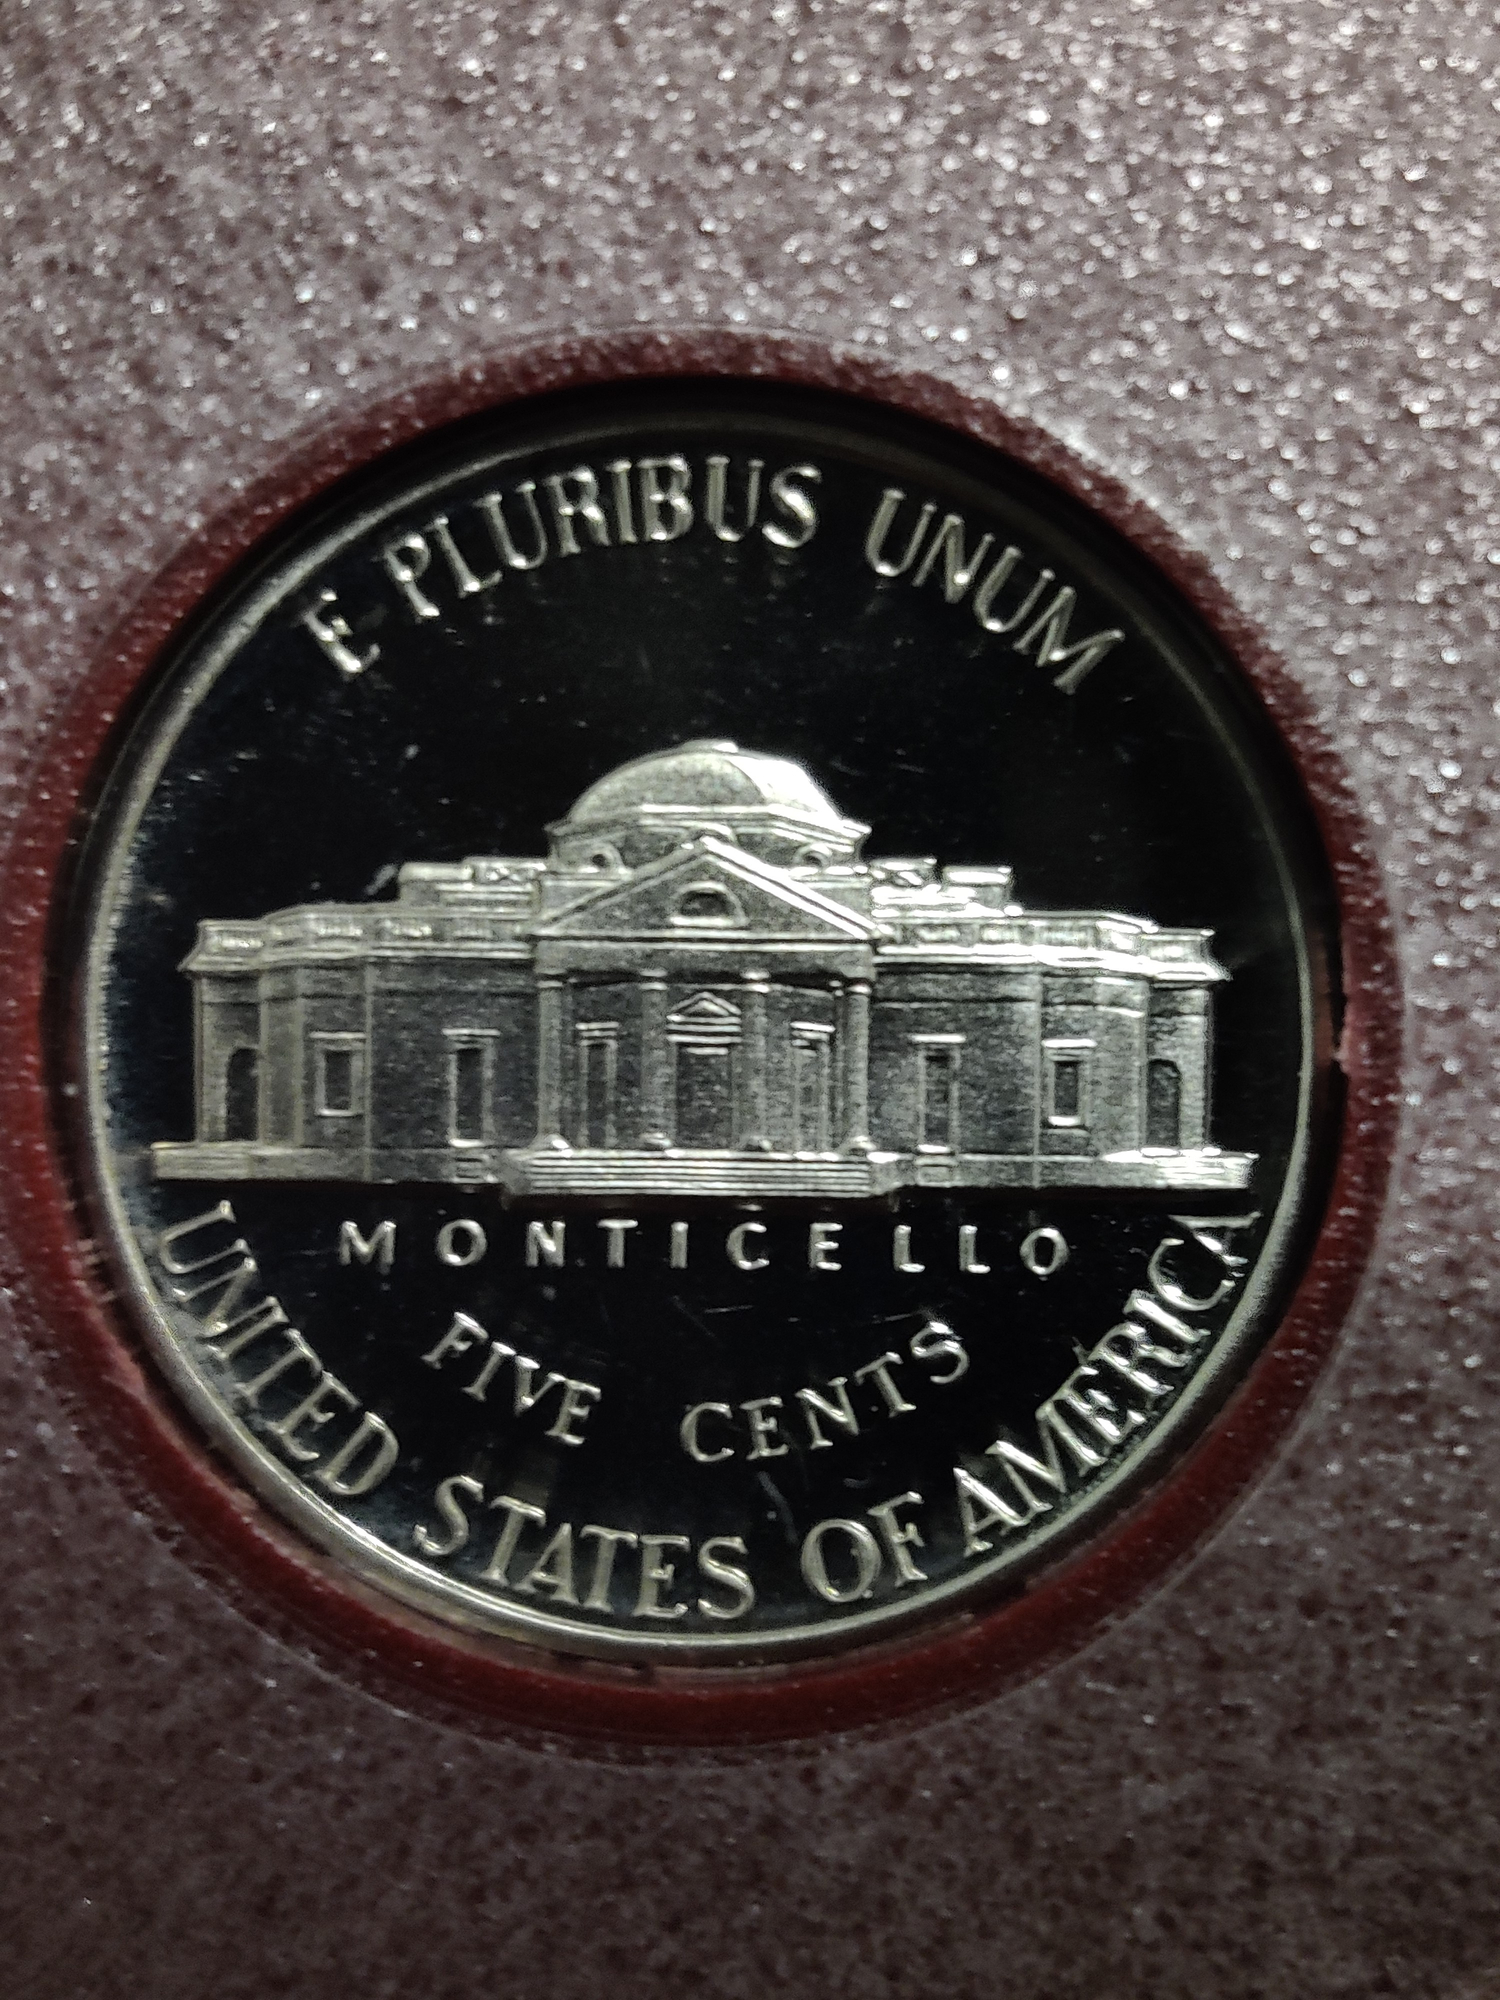 E PLURIBUS UNUM
MONTICELLO
FIVE CENTS
UNITED STATES OF AMERICA